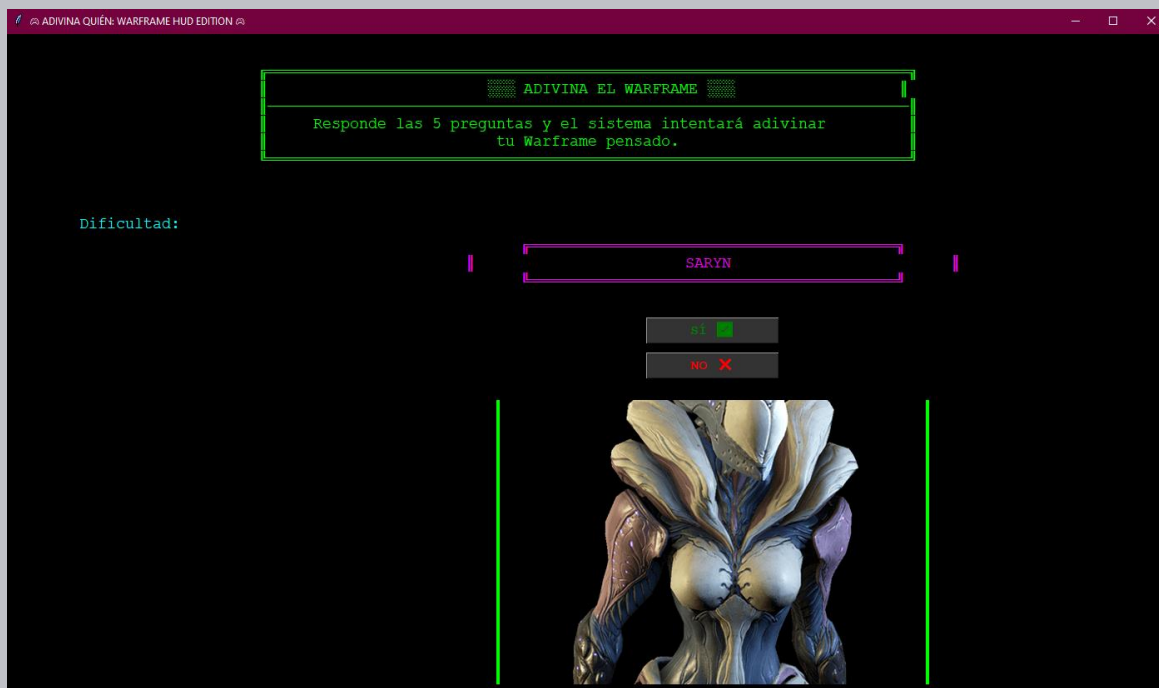 ADIVINA QUIÉN: WARFRAME HUD EDITION
ADIVINA EL WARFRAME
Responde las 5 preguntas y el sistema intentará adivinar
tu Warframe pensado.
Dificultad:
SARYN
sí
NO